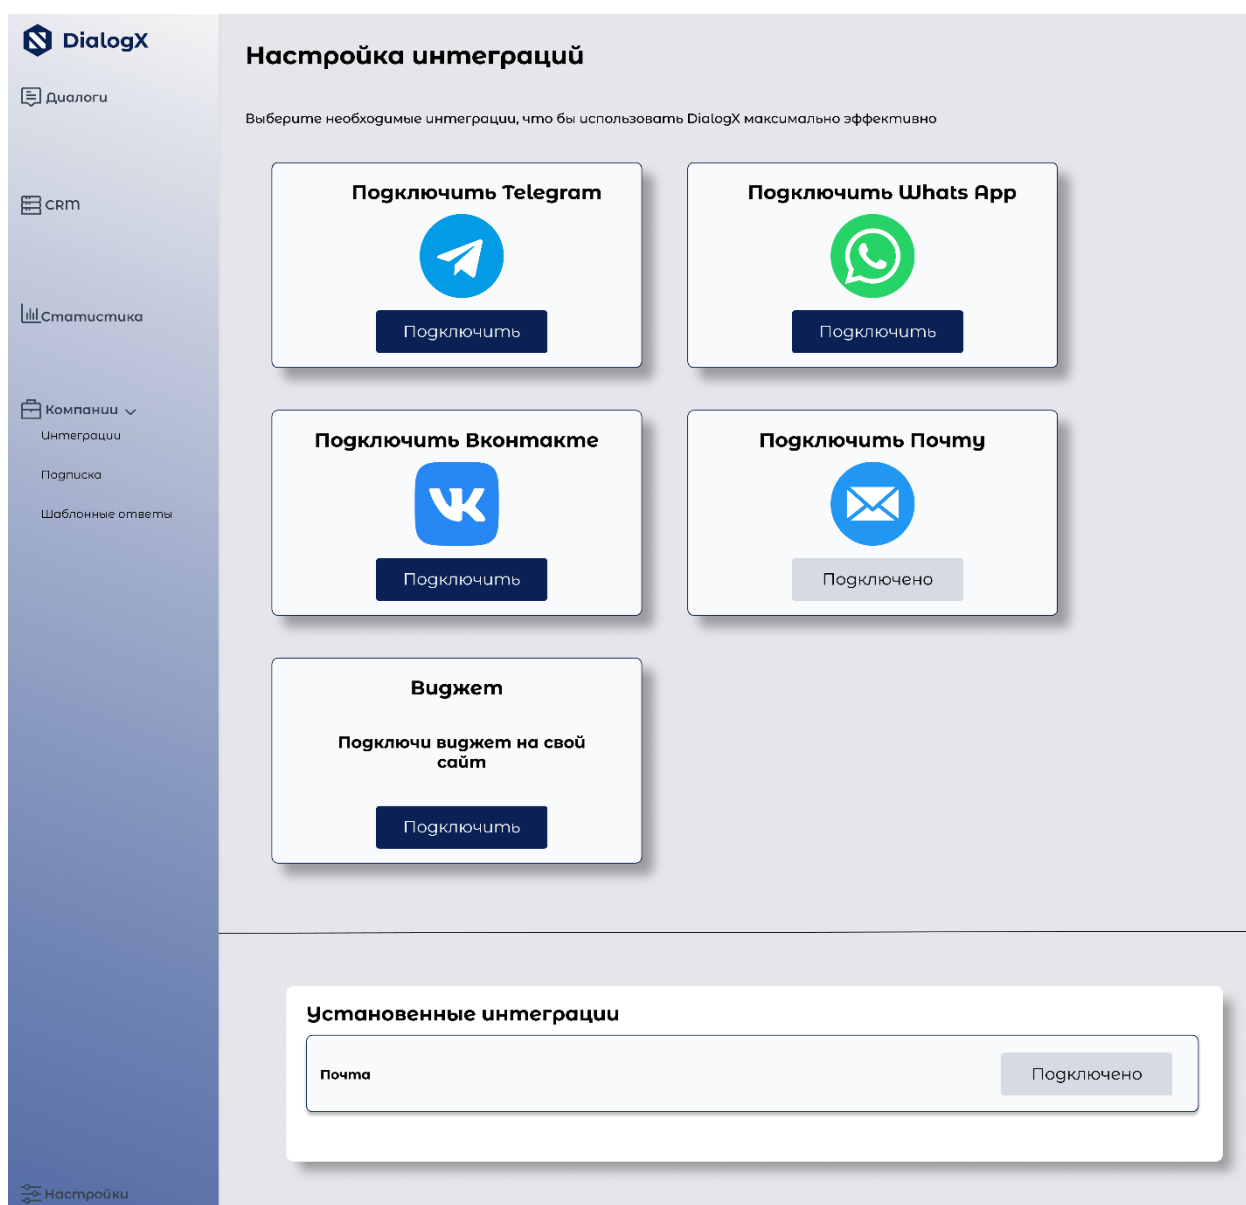 DialogX
Диалоги
CRM
Статистика
Компании
Интеграции
Подписка
Шаблонные ответы
Настройки
Настройка интеграций
Выберите необходимые интеграции, что бы использовать DialogX максимально эффективно
Подключить Telegram
Подключить
Подключить Whats App
Подключить
Подключить Вконтакте
Подключить
Подключить Почту
Подключено
Виджет
Подключи виджет на свой
сайт
Подключить
Установенные интеграции
Почта
Подключено